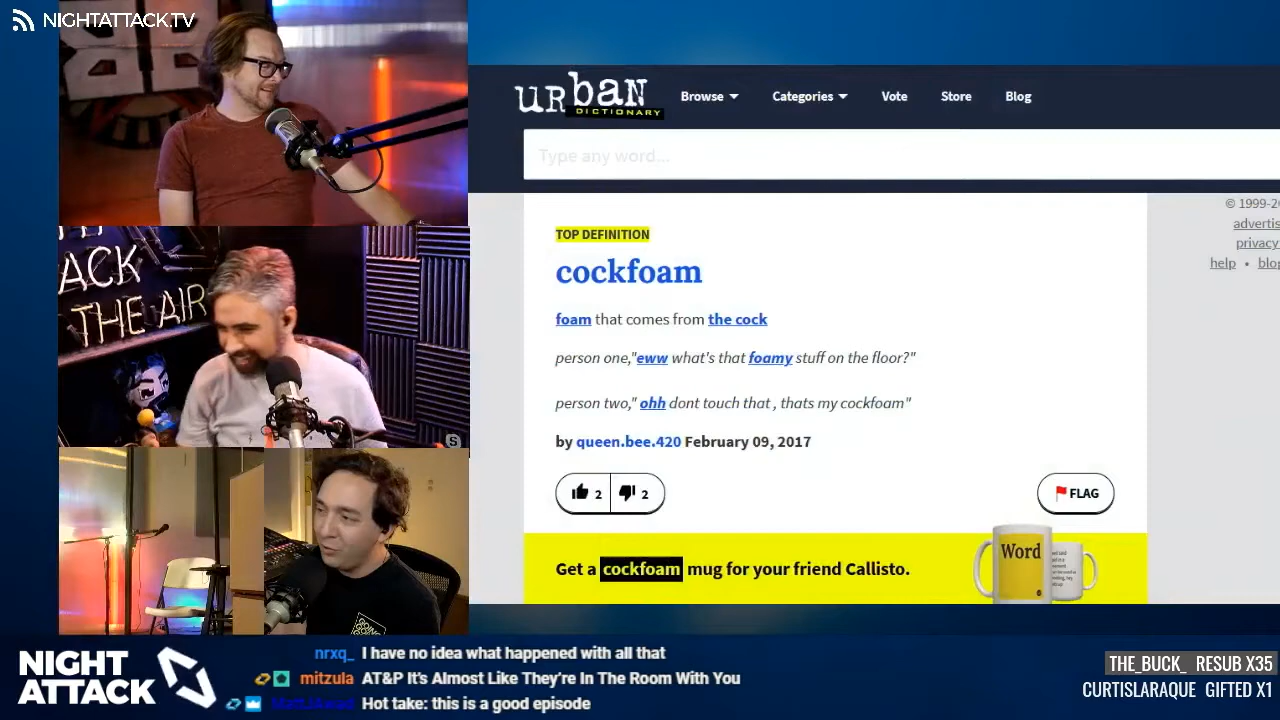 NIGHTATTACK.TV
ACK
THE AIR
urban
DICTIONARY
Browse
Categories
Vote
Store
Blog
Type any word...
TOP DEFINITION
cockfoam
foam that comes from the cock
person one,"eww what's that foamy stuff on the floor?"
person two," ohh dont touch that , thats my cockfoam"
by queen.bee.420 February 09, 2017
2
2
FLAG
Get a cockfoam mug for your friend Callisto.
Word
© 1999-2
advertis
privacy
help • blog
NIGHT
ATTACK
nrxq_ I have no idea what happened with all that
mitzula AT&P It's Almost Like They're In The Room With You
Hot take: this is a good episode
THE_BUCK_ RESUB X35
CURTISLARAQUE GIFTED X1